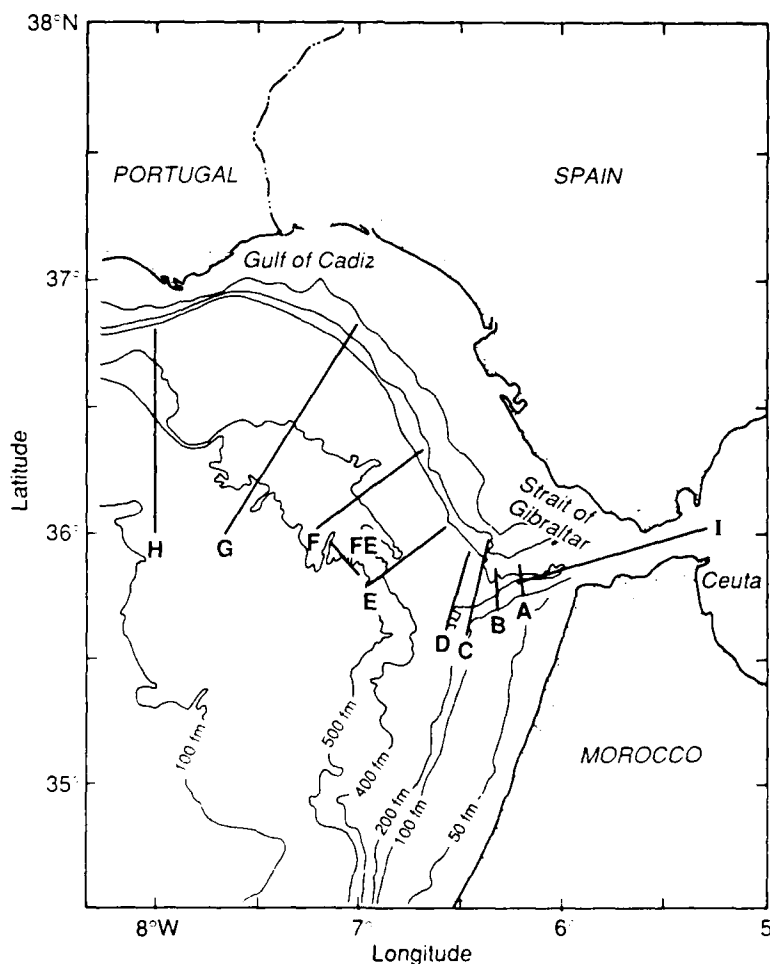 38°N
PORTUGAL
SPAIN
Gulf of Cadiz
37°
Latitude
Strait of
Gibraltar
36°
H
G
F
FE
E
D
C
B
A
I
Ceuta
MOROCCO
35°
100 fm
500 fm
400 fm
200 fm
100 fm
50 fm
8°W
7°
6°
5
Longitude